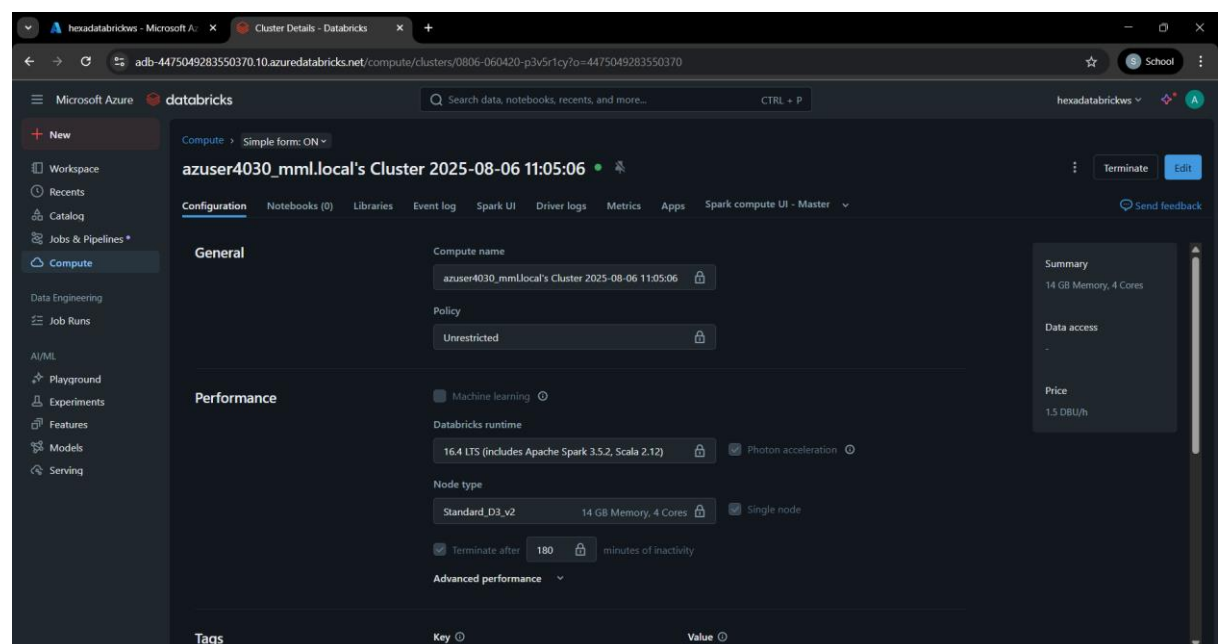 hexadatabrickws - Microsoft Az
Cluster Details - Databricks
adb-4475049283550370.10.azuredatabricks.net/compute/clusters/0806-060420-p3v5r1cy?o=4475049283550370
S School
Microsoft Azure databricks
Search data, notebooks, recents, and more... CTRL + P
hexadatabrickws A
New
Workspace
Recents
Catalog
Jobs & Pipelines
Compute
Data Engineering
Job Runs
AI/ML
Playground
Experiments
Features
Models
Serving
Compute > Simple form: ON
azuser4030_mml.local's Cluster 2025-08-06 11:05:06
Terminate Edit
Configuration Notebooks (0) Libraries Event log Spark UI Driver logs Metrics Apps Spark compute UI - Master
Send feedback
General
Compute name
azuser4030_mml.local's Cluster 2025-08-06 11:05:06
Policy
Unrestricted
Performance
Machine learning
Databricks runtime
16.4 LTS (includes Apache Spark 3.5.2, Scala 2.12) Photon acceleration
Node type
Standard_D3_v2 14 GB Memory, 4 Cores Single node
Terminate after 180 minutes of inactivity
Advanced performance
Tags
Key Value
Summary
14 GB Memory, 4 Cores
Data access
-
Price
1.5 DBU/h